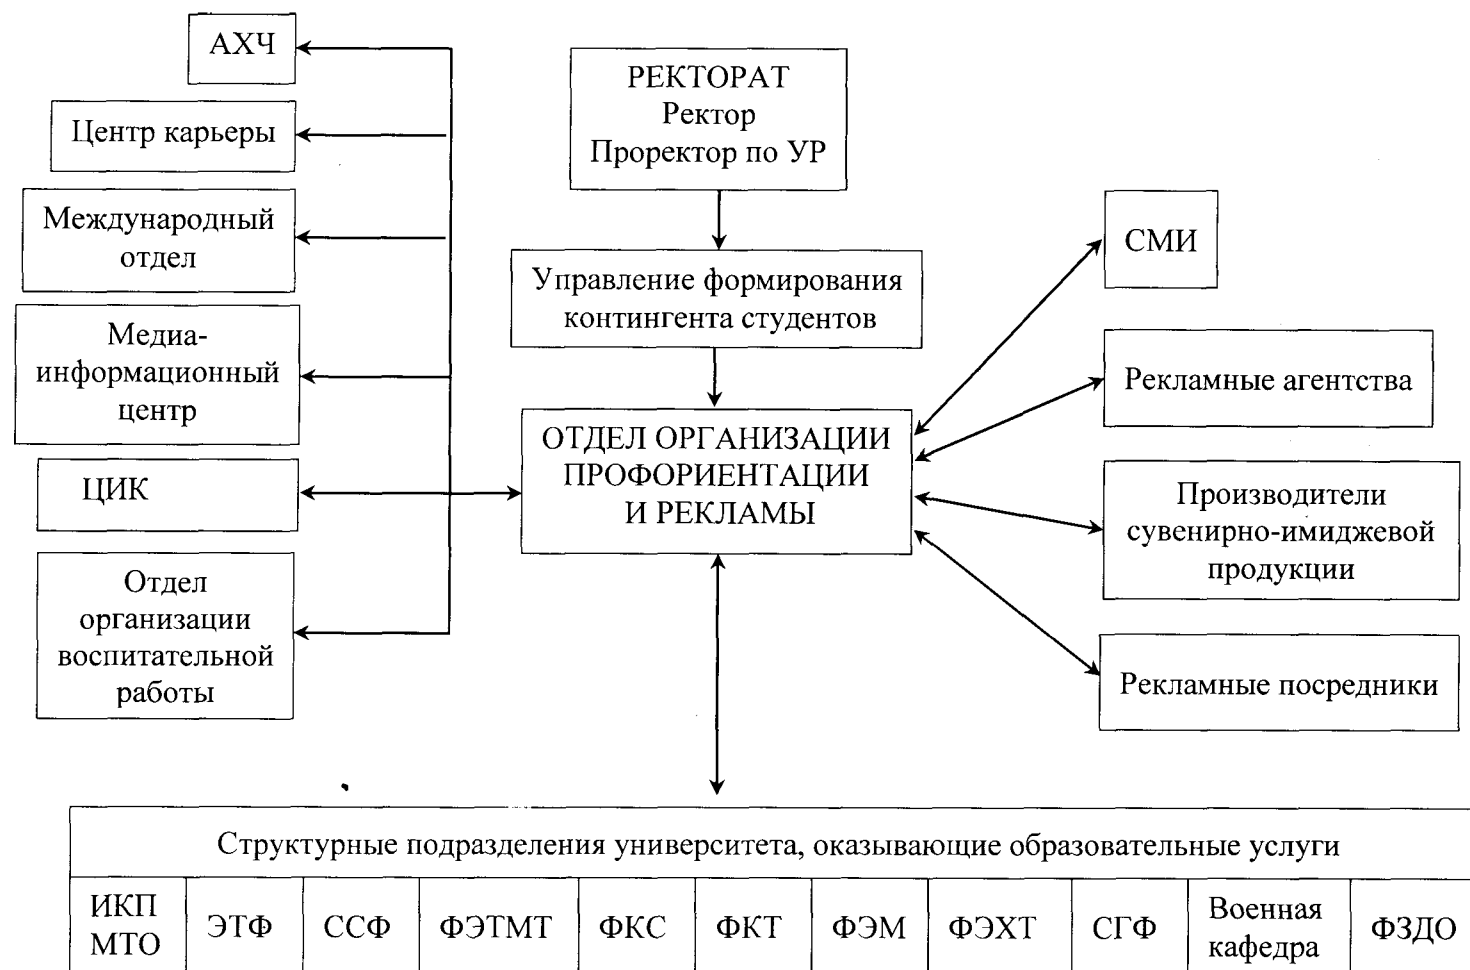 АХЧ
Центр карьеры
Международный
отдел
Медиа-
информационный
центр
ЦИК
Отдел
организации
воспитательной
работы
РЕКТОРАТ
Ректор
Проректор по УР
Управление формирования
контингента студентов
ОТДЕЛ ОРГАНИЗАЦИИ
ПРОФОРИЕНТАЦИИ
И РЕКЛАМЫ
СМИ
Рекламные агентства
Производители
сувенирно-имиджевой
продукции
Рекламные посредники
Структурные подразделения университета, оказывающие образовательные услуги
ИКП
МТО
ЭТФ
ССФ
ФЭТМТ
ФКС
ФКТ
ФЭМ
ФЭХТ
СГФ
Военная
кафедра
ФЗДО